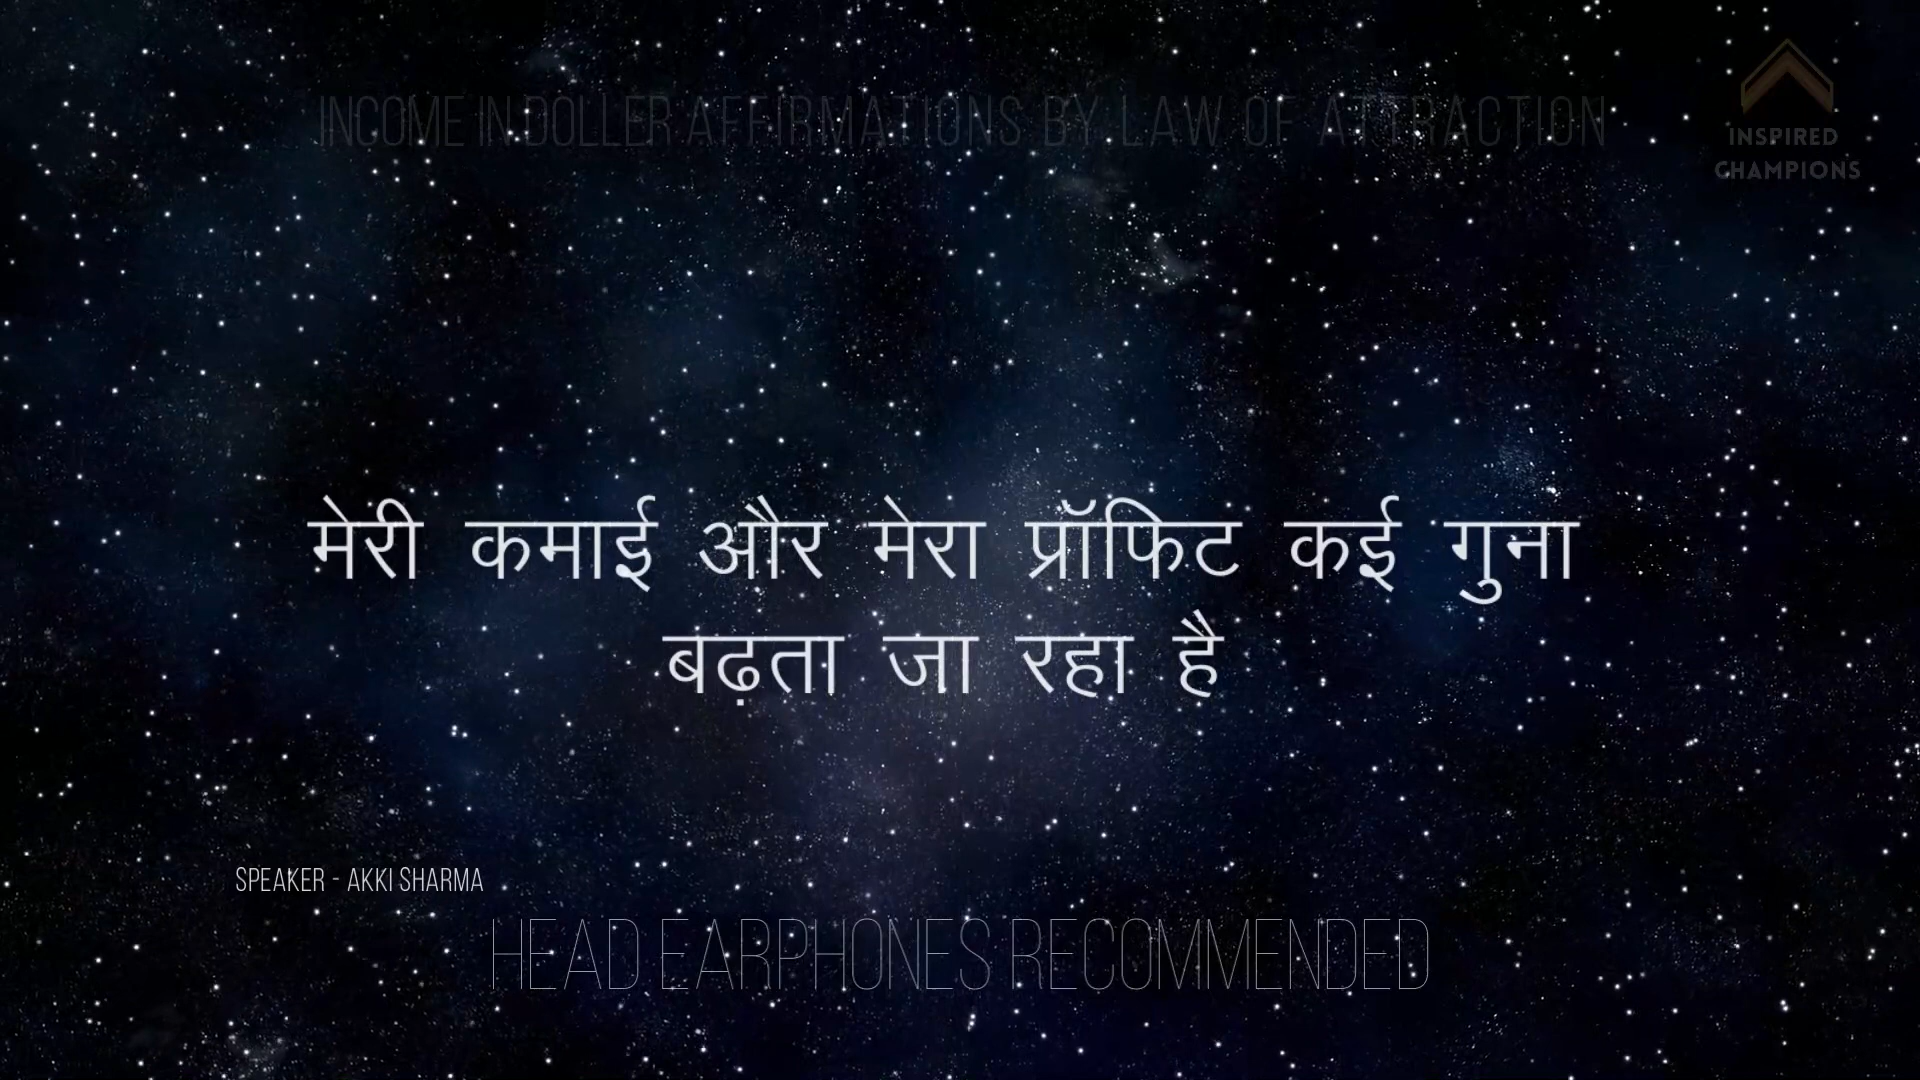 INCOME IN DOLLER AFFIRMATIONS BY LAW OF ATTRACTION
INSPIRED
CHAMPIONS
मेरी कमाई और मेरा प्रॉफिट कई गुना
बढ़ता जा रहा है
SPEAKER - AKKI SHARMA
HEAD EARPHONES RECOMMENDED